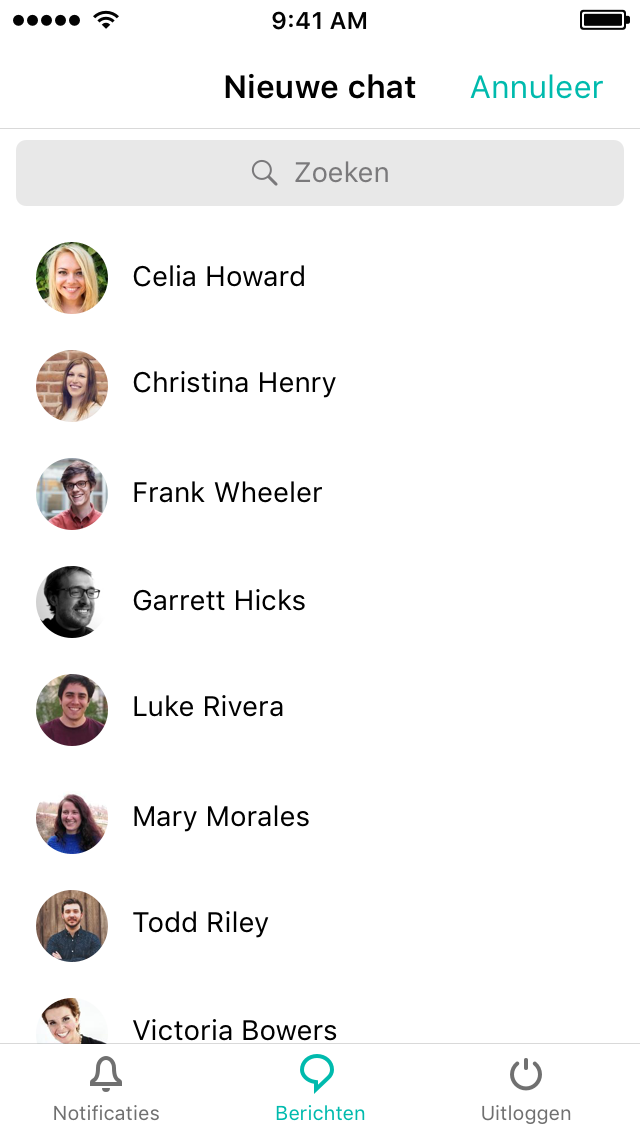 9:41 AM
Nieuwe chat
Annuleer
Zoeken
Celia Howard
Christina Henry
Frank Wheeler
Garrett Hicks
Luke Rivera
Mary Morales
Todd Riley
Victoria Bowers
Notificaties
Berichten
Uitloggen